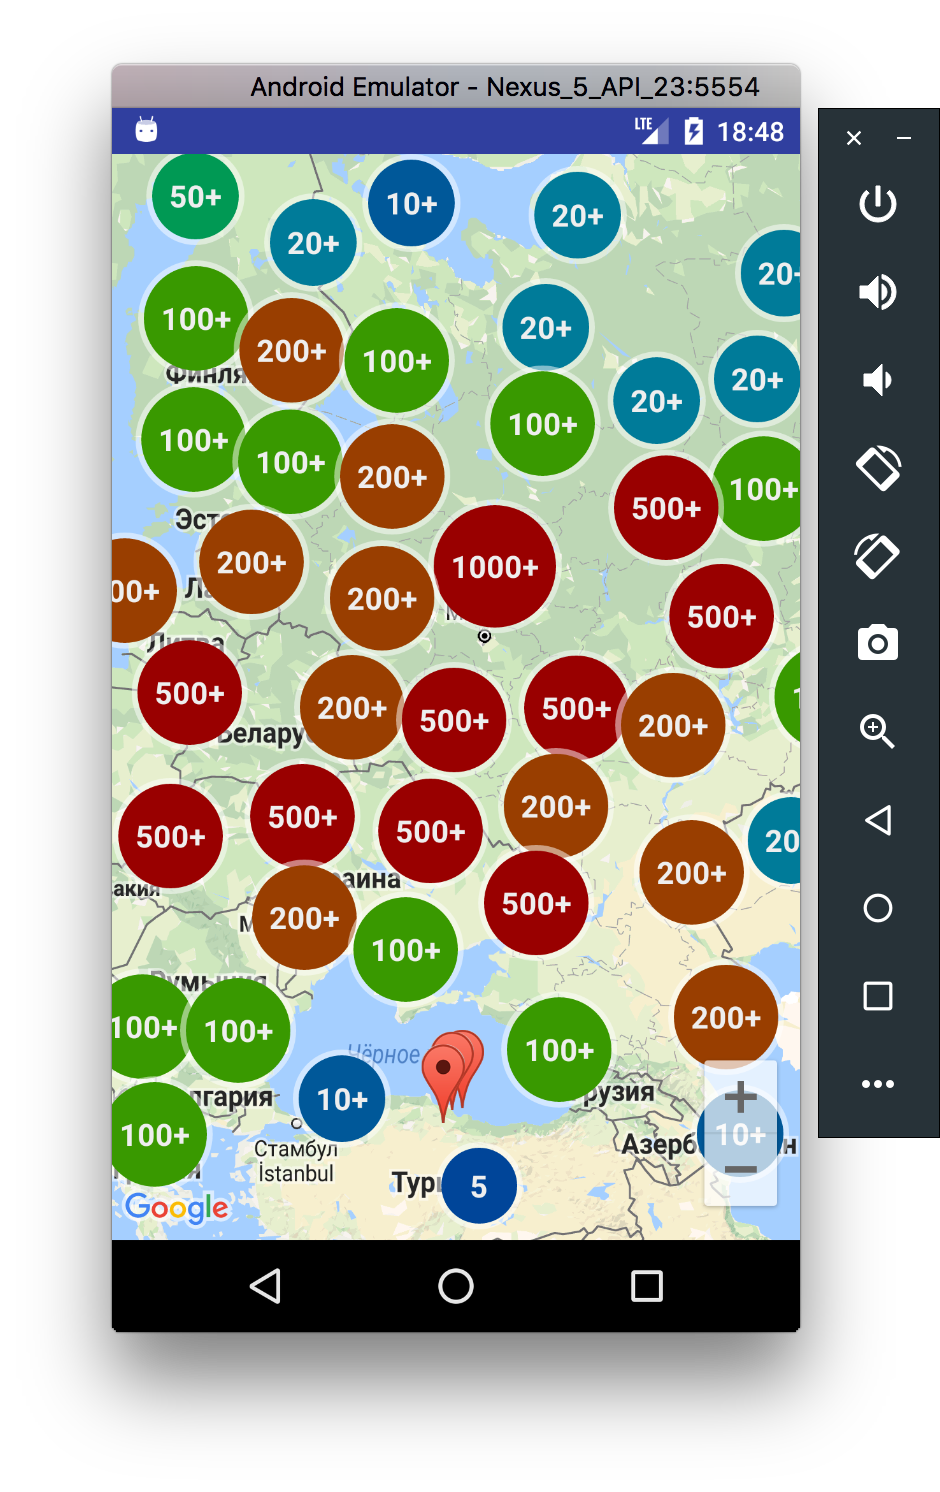 Android Emulator - Nexus_5_API_23:5554
LTE 18:48
50+
10+
20+
20+
20+
100+
200+
100+
20+
Финля
20+
20+
100+
100+
100+
200+
500+
100+
Эст
200+
1000+
00+
200+
500+
Литва
500+
200+
500+
500+
200+
Беларус
500+
500+
500+
200+
20
200+
акия
аина
200+
500+
100+
Румыния
100+
100+
200+
100+
Чёрное
10+
лгария
рузия
100+
10+
Азерб
н
Стамбул
İstanbul
Тур
5
Google